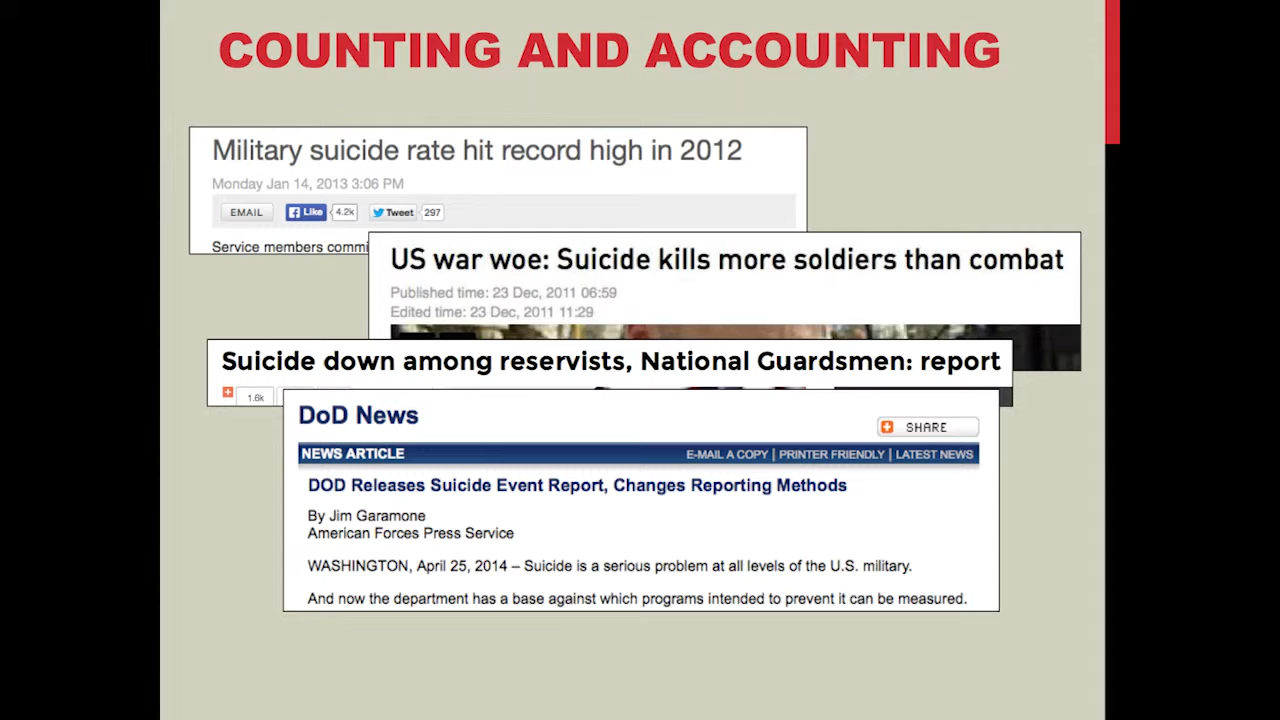 COUNTING AND ACCOUNTING
Military suicide rate hit record high in 2012
Monday Jan 14, 2013 3:06 PM
EMAIL Like 4.2k Tweet 297
Service members commi
US war woe: Suicide kills more soldiers than combat
Published time: 23 Dec, 2011 06:59
Edited time: 23 Dec, 2011 11:29
Suicide down among reservists, National Guardsmen: report
1.6k
DoD News
SHARE
NEWS ARTICLE E-MAIL A COPY | PRINTER FRIENDLY | LATEST NEWS
DOD Releases Suicide Event Report, Changes Reporting Methods
By Jim Garamone
American Forces Press Service
WASHINGTON, April 25, 2014 – Suicide is a serious problem at all levels of the U.S. military.
And now the department has a base against which programs intended to prevent it can be measured.